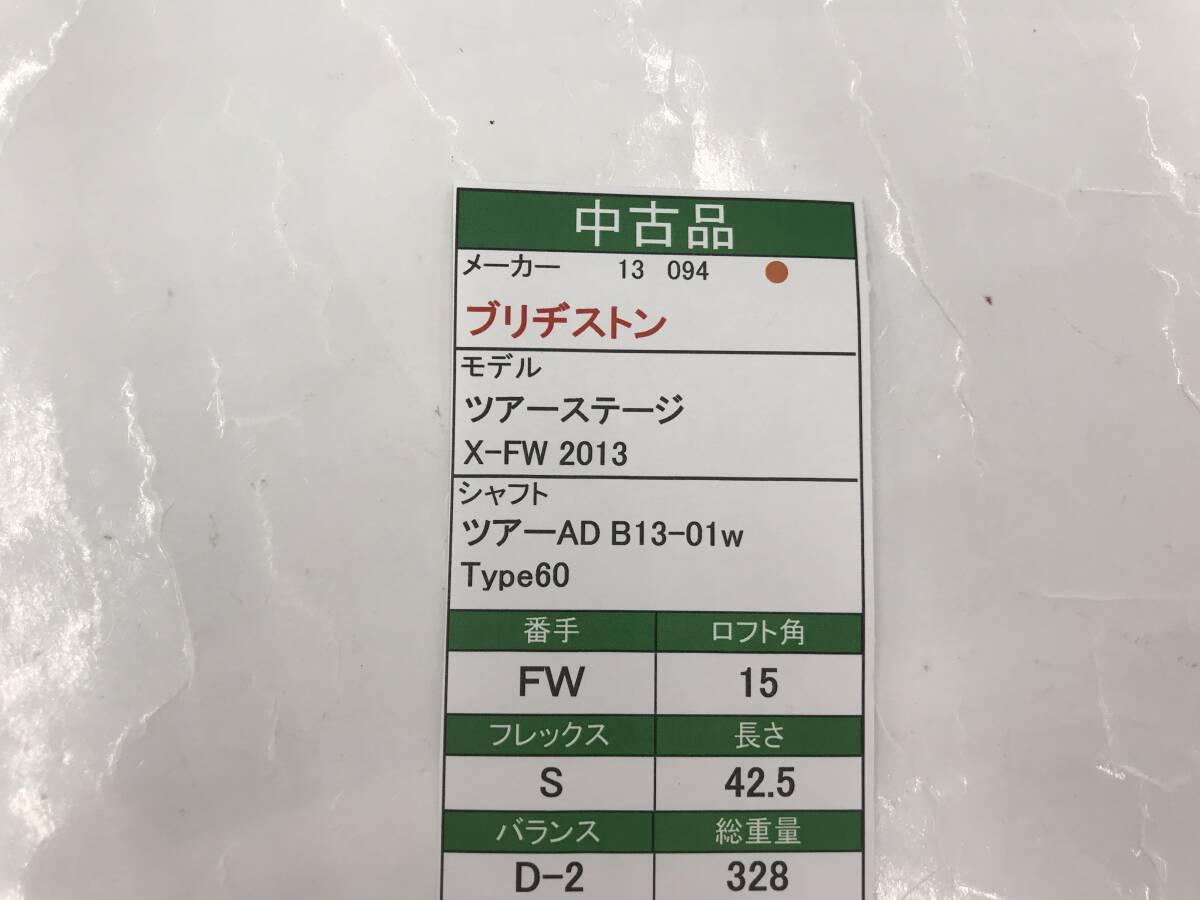 中古品
メーカー 13 094
ブリヂストン
モデル
ツアーステージ
X-FW 2013
シャフト
ツアーAD B13-01w
Type60
番手 ロフト角
FW 15
フレックス 長さ
S 42.5
バランス 総重量
D-2 328